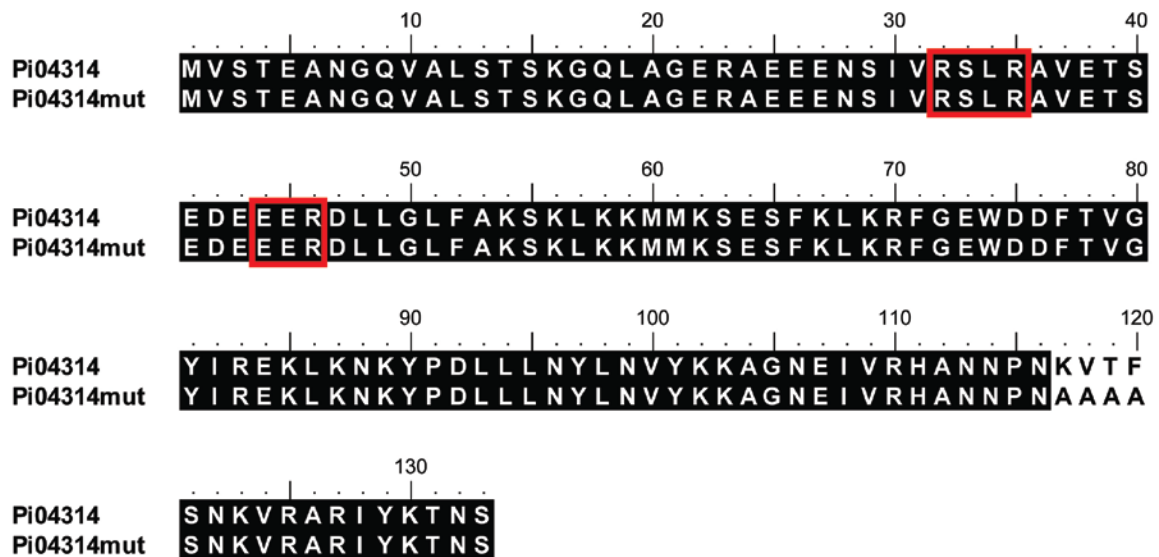 10 20 30 40
Pi04314 MVSTEANGQVALSTSKGQLAGERAEEENSIVRSLRAVETS
Pi04314mut MVSTEANGQVALSTSKGQLAGERAEEENSIVRSLRAVETS
50 60 70 80
Pi04314 EDEEERDLLGLFAKSKLKKMMKSESFKLKRFGEWDDFTVG
Pi04314mut EDEEERDLLGLFAKSKLKKMMKSESFKLKRFGEWDDFTVG
90 100 110 120
Pi04314 YIREKLKNKYPDLLLNYLNVYKKAGNEIVRHANNPNKVTF
Pi04314mut YIREKLKNKYPDLLLNYLNVYKKAGNEIVRHANNPNAAAA
130
Pi04314 SNKVRARIYKTNS
Pi04314mut SNKVRARIYKTNS